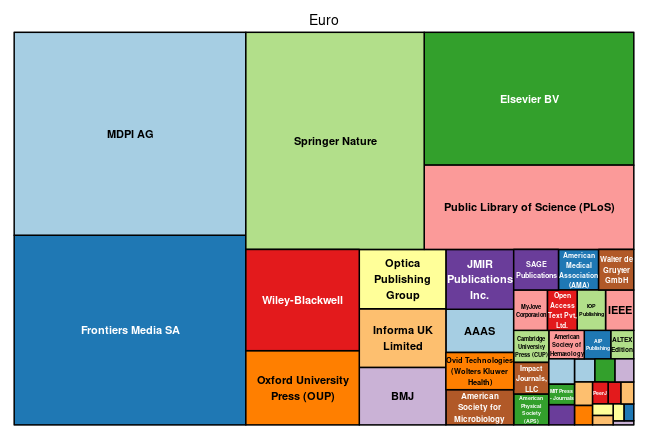 Euro
MDPI AG
Springer Nature
Elsevier BV
Public Library of Science (PLoS)
Frontiers Media SA
Wiley-Blackwell
Oxford University
Press (OUP)
Optica
Publishing
Group
Informa UK
Limited
BMJ
JMIR
Publications
Inc.
AAAS
Ovid Technologies
(Wolters Kluwer
Health)
American
Society for
Microbiology
SAGE
Publications
American
Medical
Association
(AMA)
Walter de
Gruyter
GmbH
MyJove
Corporation
Open
Access
Text Pvt.
Ltd.
IOP
Publishing
IEEE
Cambridge
University
Press (CUP)
American
Society of
Hematology
AIP
Publishing
ALTEX
Edition
Impact
Journals,
LLC
American
Physical
Society
(APS)
MIT Press
- Journals
PeerJ